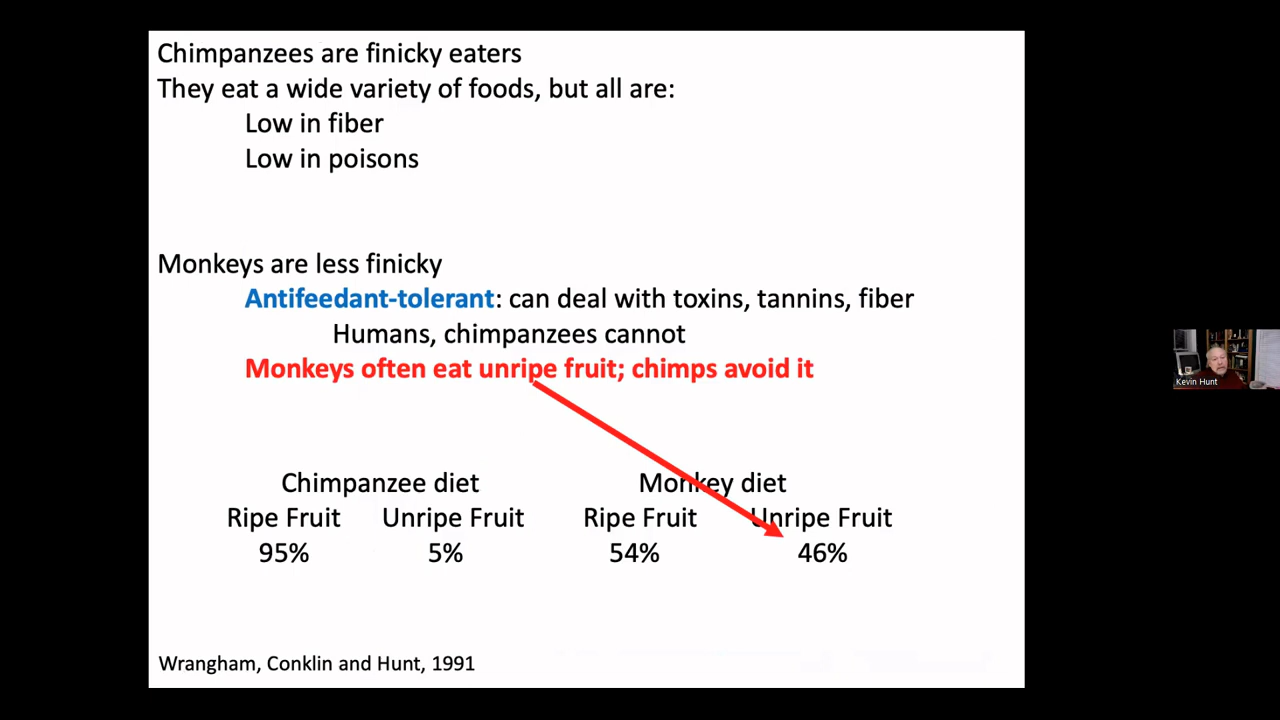 Chimpanzees are finicky eaters
They eat a wide variety of foods, but all are:
Low in fiber
Low in poisons
Monkeys are less finicky
Antifeedant-tolerant: can deal with toxins, tannins, fiber
Humans, chimpanzees cannot
Monkeys often eat unripe fruit; chimps avoid it
Chimpanzee diet Monkey diet
Ripe Fruit Unripe Fruit Ripe Fruit Unripe Fruit
95% 5% 54% 46%
Wrangham, Conklin and Hunt, 1991
Kevin Hunt